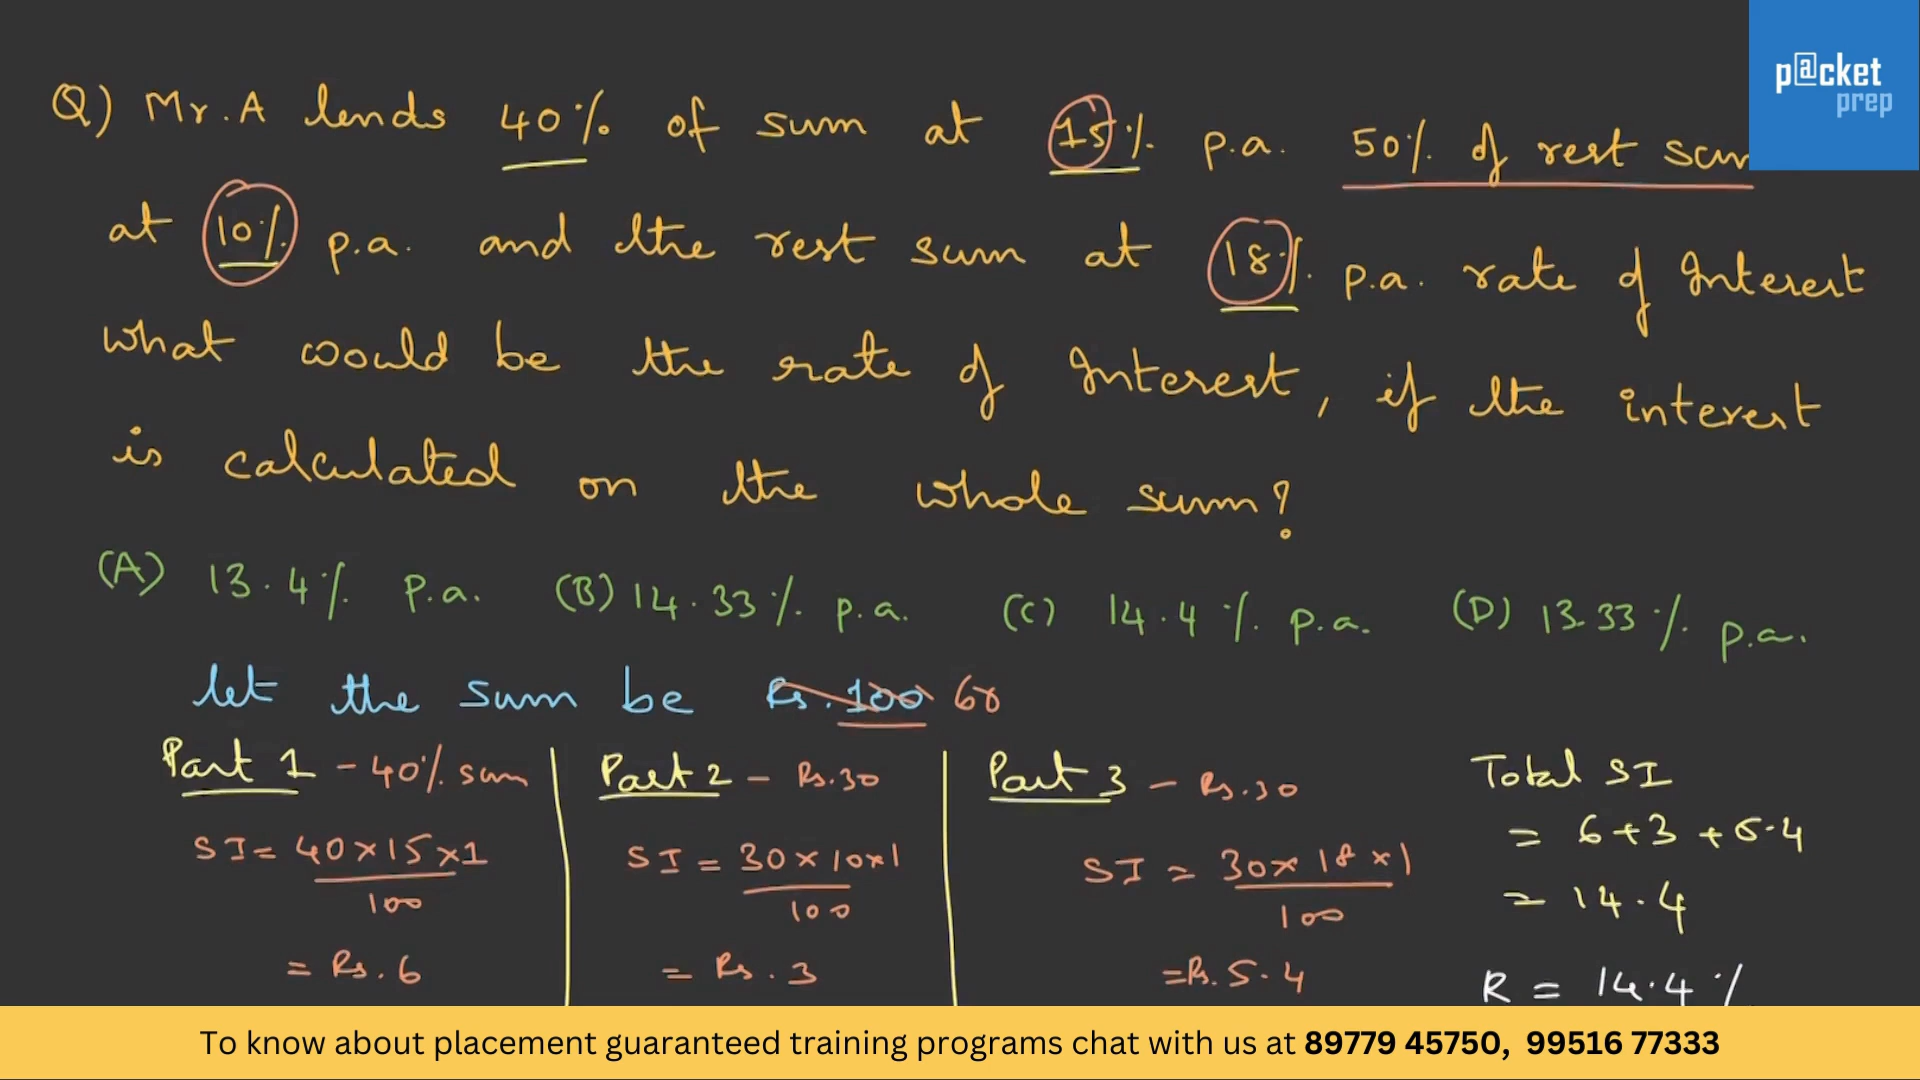 p@cket
prep
Q) Mr. A lends 40% of sum at 15% p.a. 50% of rest sum
at 10% p.a. and the rest sum at 18% p.a. rate of Interest
what would be the rate of Interest, if the interest
is calculated on the whole sum?
(A) 13.4% P.a. (B) 14.33% p.a. (C) 14.4% p.a. (D) 13.33% p.a.
let the sum be Rs. 100 60
Part 1 - 40% sum
SI = 40×15×1
100
= Rs. 6
Part 2 - Rs.30
SI = 30×10×1
100
= Rs. 3
Part 3 - Rs.30
SI = 30×18×1
100
=Rs. 5.4
Total SI
= 6+3+5.4
= 14.4
R = 14.4%
To know about placement guaranteed training programs chat with us at 89779 45750, 99516 77333